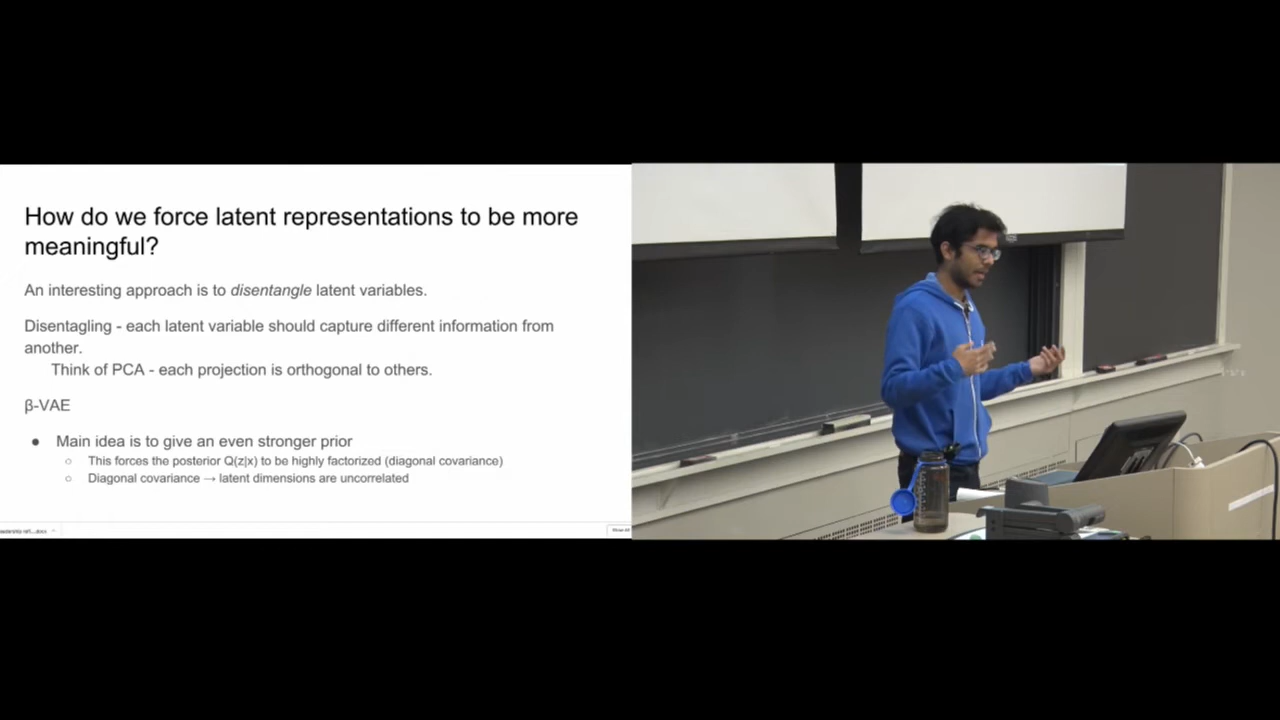 How do we force latent representations to be more
meaningful?
An interesting approach is to disentangle latent variables.
Disentagling - each latent variable should capture different information from
another.
Think of PCA - each projection is orthogonal to others.
β-VAE
● Main idea is to give an even stronger prior
○ This forces the posterior Q(z|x) to be highly factorized (diagonal covariance)
○ Diagonal covariance → latent dimensions are uncorrelated
Show All